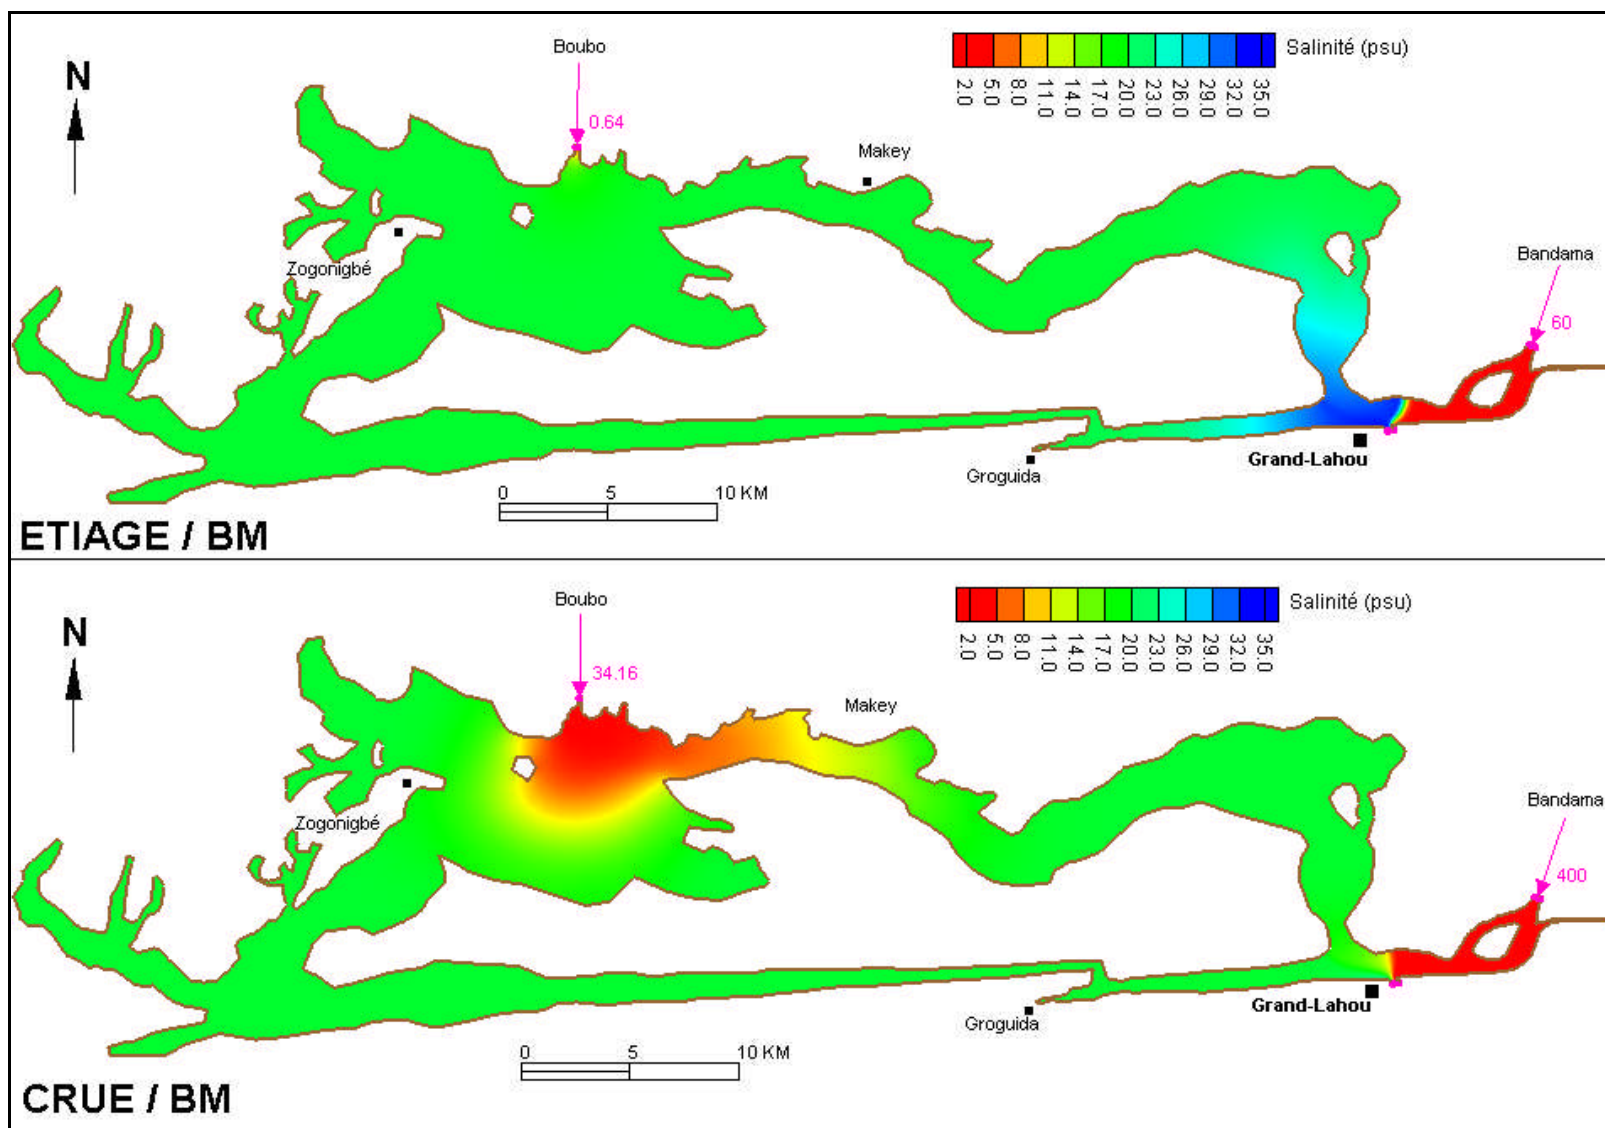 Boubo
Salinité (psu)
N
2.0
5.0
8.0
11.0
14.0
17.0
20.0
23.0
26.0
29.0
32.0
35.0
0.64
Makey
Bandama
Zogonigbé
60
Groguida
Grand-Lahou
0 5 10 KM
ETIAGE / BM
Boubo
Salinité (psu)
N
2.0
5.0
8.0
11.0
14.0
17.0
20.0
23.0
26.0
29.0
32.0
35.0
34.16
Makey
Bandama
Zogonigbé
400
Grand-Lahou
Groguida
0 5 10 KM
CRUE / BM